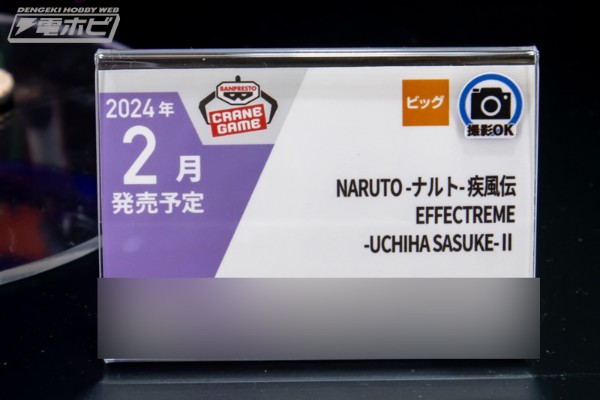 DENGEKI HOBBY WEB
電ホビ
2024年
2月
発売予定
BANPRESTO
CRANE
GAME
ビッグ
撮影OK
NARUTO-ナルト-疾風伝
EFFECTREME
-UCHIHA SASUKE-II